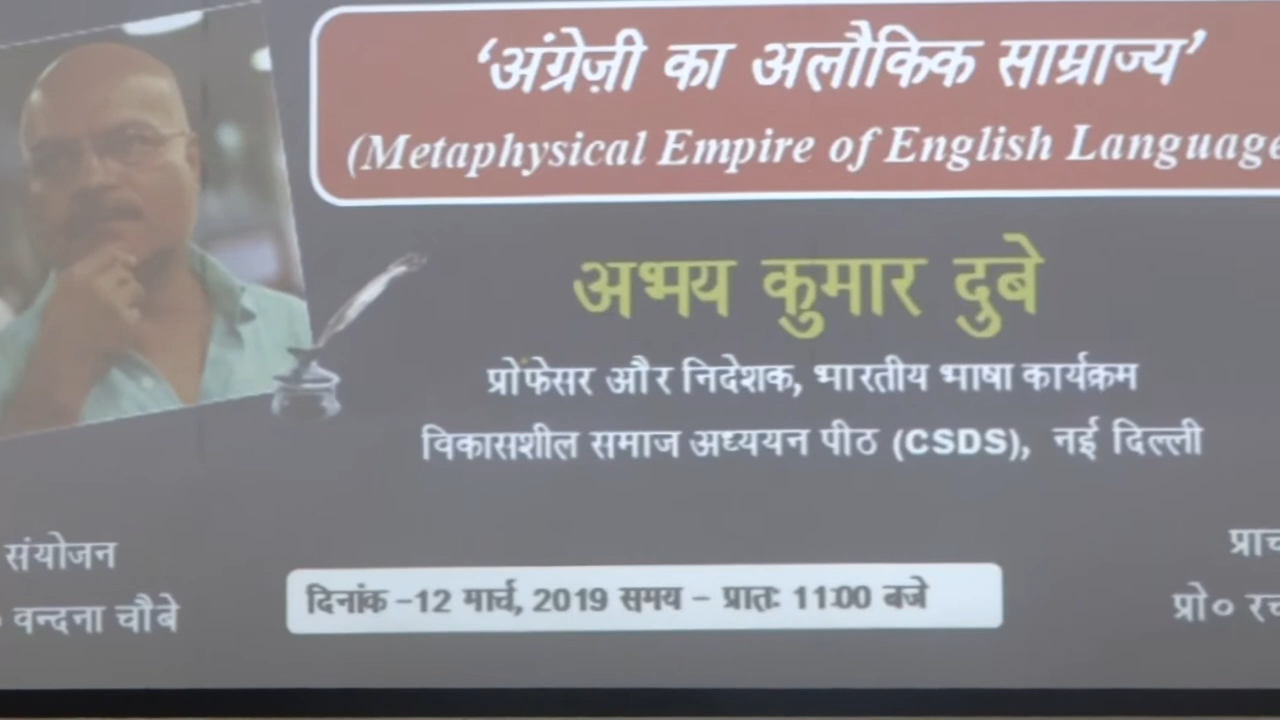 ‘अंग्रेज़ी का अलौकिक साम्राज्य’
(Metaphysical Empire of English Language
अभय कुमार दुबे
प्रोफेसर और निदेशक, भारतीय भाषा कार्यक्रम
विकासशील समाज अध्ययन पीठ (CSDS), नई दिल्ली
संयोजन
वन्दना चौबे
दिनांक –12 मार्च, 2019 समय – प्रातः 11:00 बजे
प्रो०